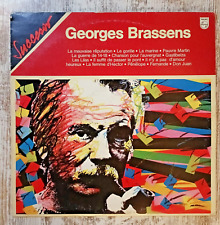 Georges Brassens
Successo
La mauvaise réputation • Le gorille • La marine • Pauvre Martin
La guerre de 14-18 • Chanson pour l'auvergnat • Gastibelza
Les Lilas • Il suffit de passer le pont • Il n'y a pas d'amour
heureux • La femme d'Hector • Pénélope • Fernande • Don Juan